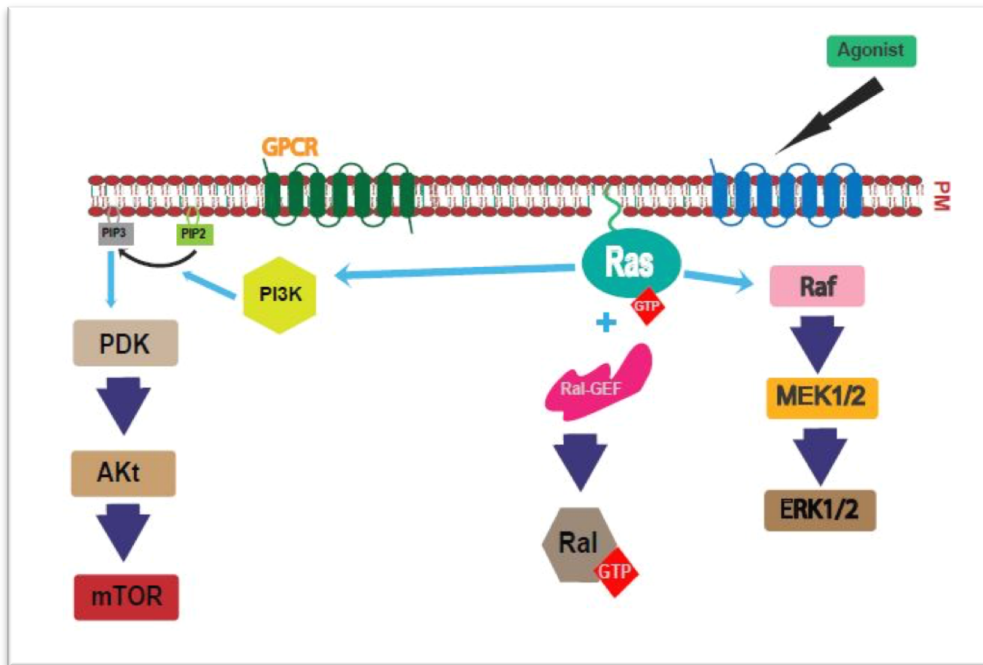 Agonist
GPCR
PM
PIP3
PIP2
Ras
GTP
PI3K
Raf
PDK
Ral-GEF
MEK1/2
AKt
ERK1/2
Ral
GTP
mTOR